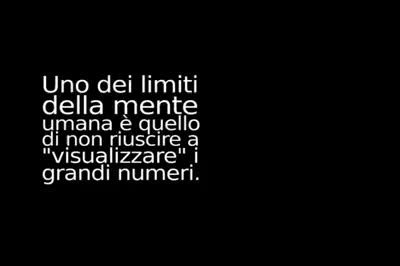 Uno dei limiti
della mente
umana è quello
di non riuscire a
"visualizzare" i
grandi numeri.